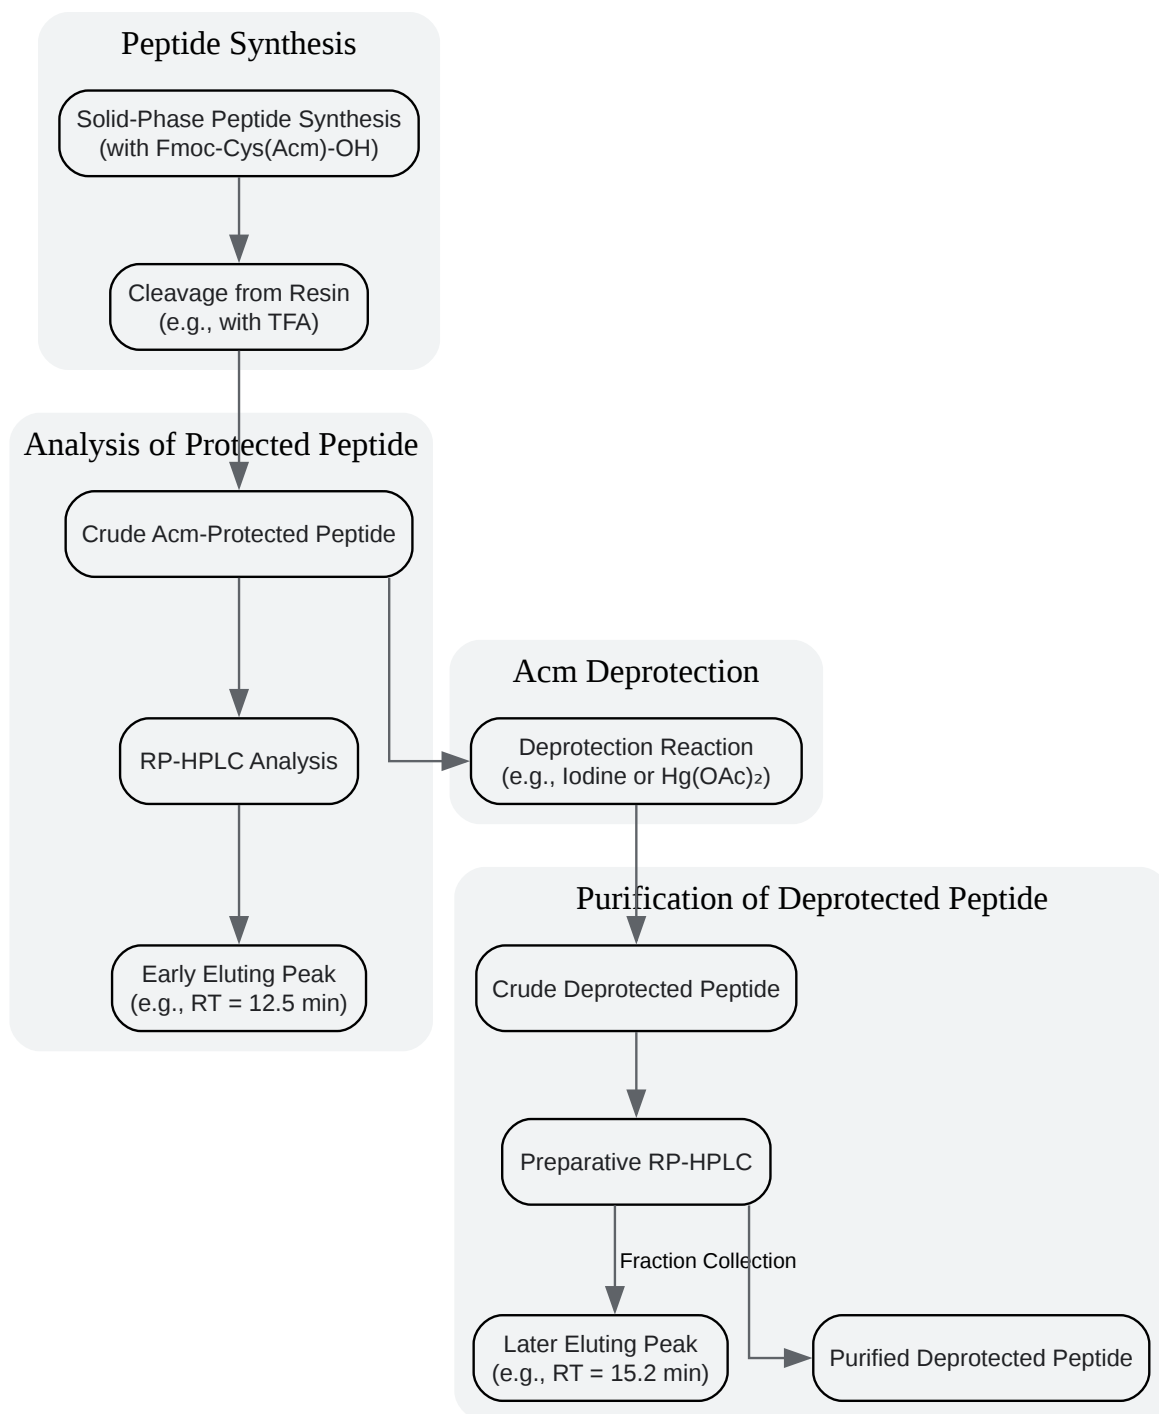 Peptide Synthesis
Solid-Phase Peptide Synthesis
(with Fmoc-Cys(Acm)-OH)
Cleavage from Resin
(e.g., with TFA)
Analysis of Protected Peptide
Crude Acm-Protected Peptide
RP-HPLC Analysis
Early Eluting Peak
(e.g., RT = 12.5 min)
Acm Deprotection
Deprotection Reaction
(e.g., Iodine or Hg(OAc)₂)
Purification of Deprotected Peptide
Crude Deprotected Peptide
Preparative RP-HPLC
Fraction Collection
Later Eluting Peak
(e.g., RT = 15.2 min)
Purified Deprotected Peptide